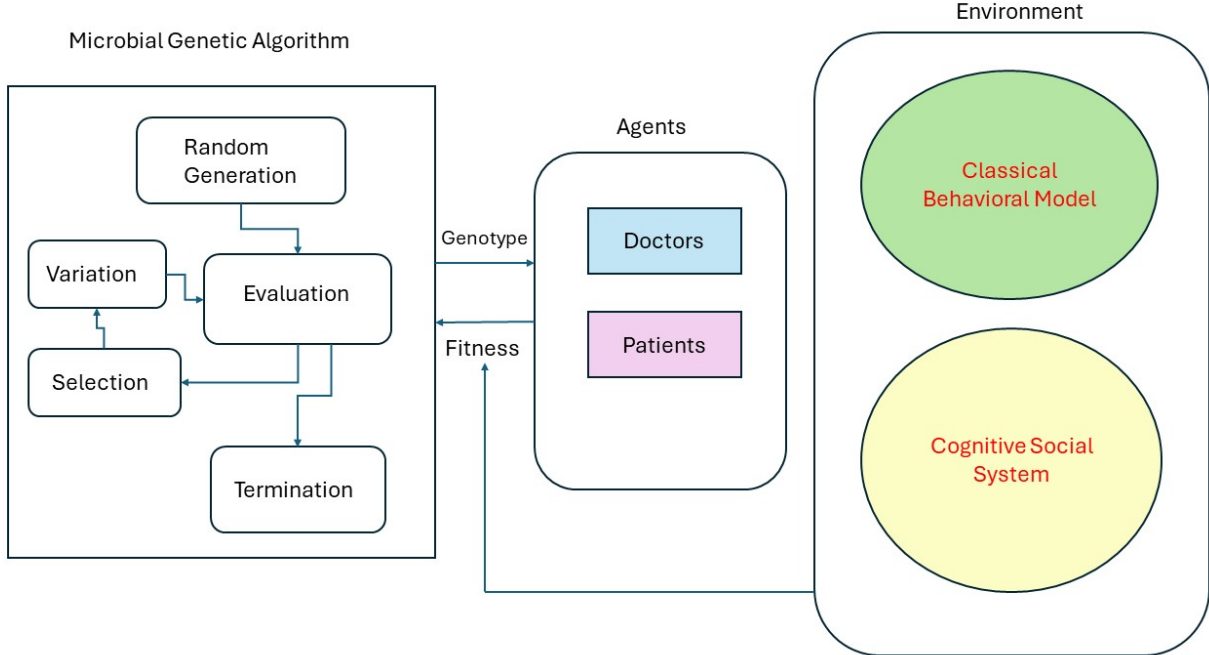 Microbial Genetic Algorithm
Random
Generation
Variation
Evaluation
Selection
Termination
Genotype
Fitness
Agents
Doctors
Patients
Environment
Classical
Behavioral Model
Cognitive Social
System